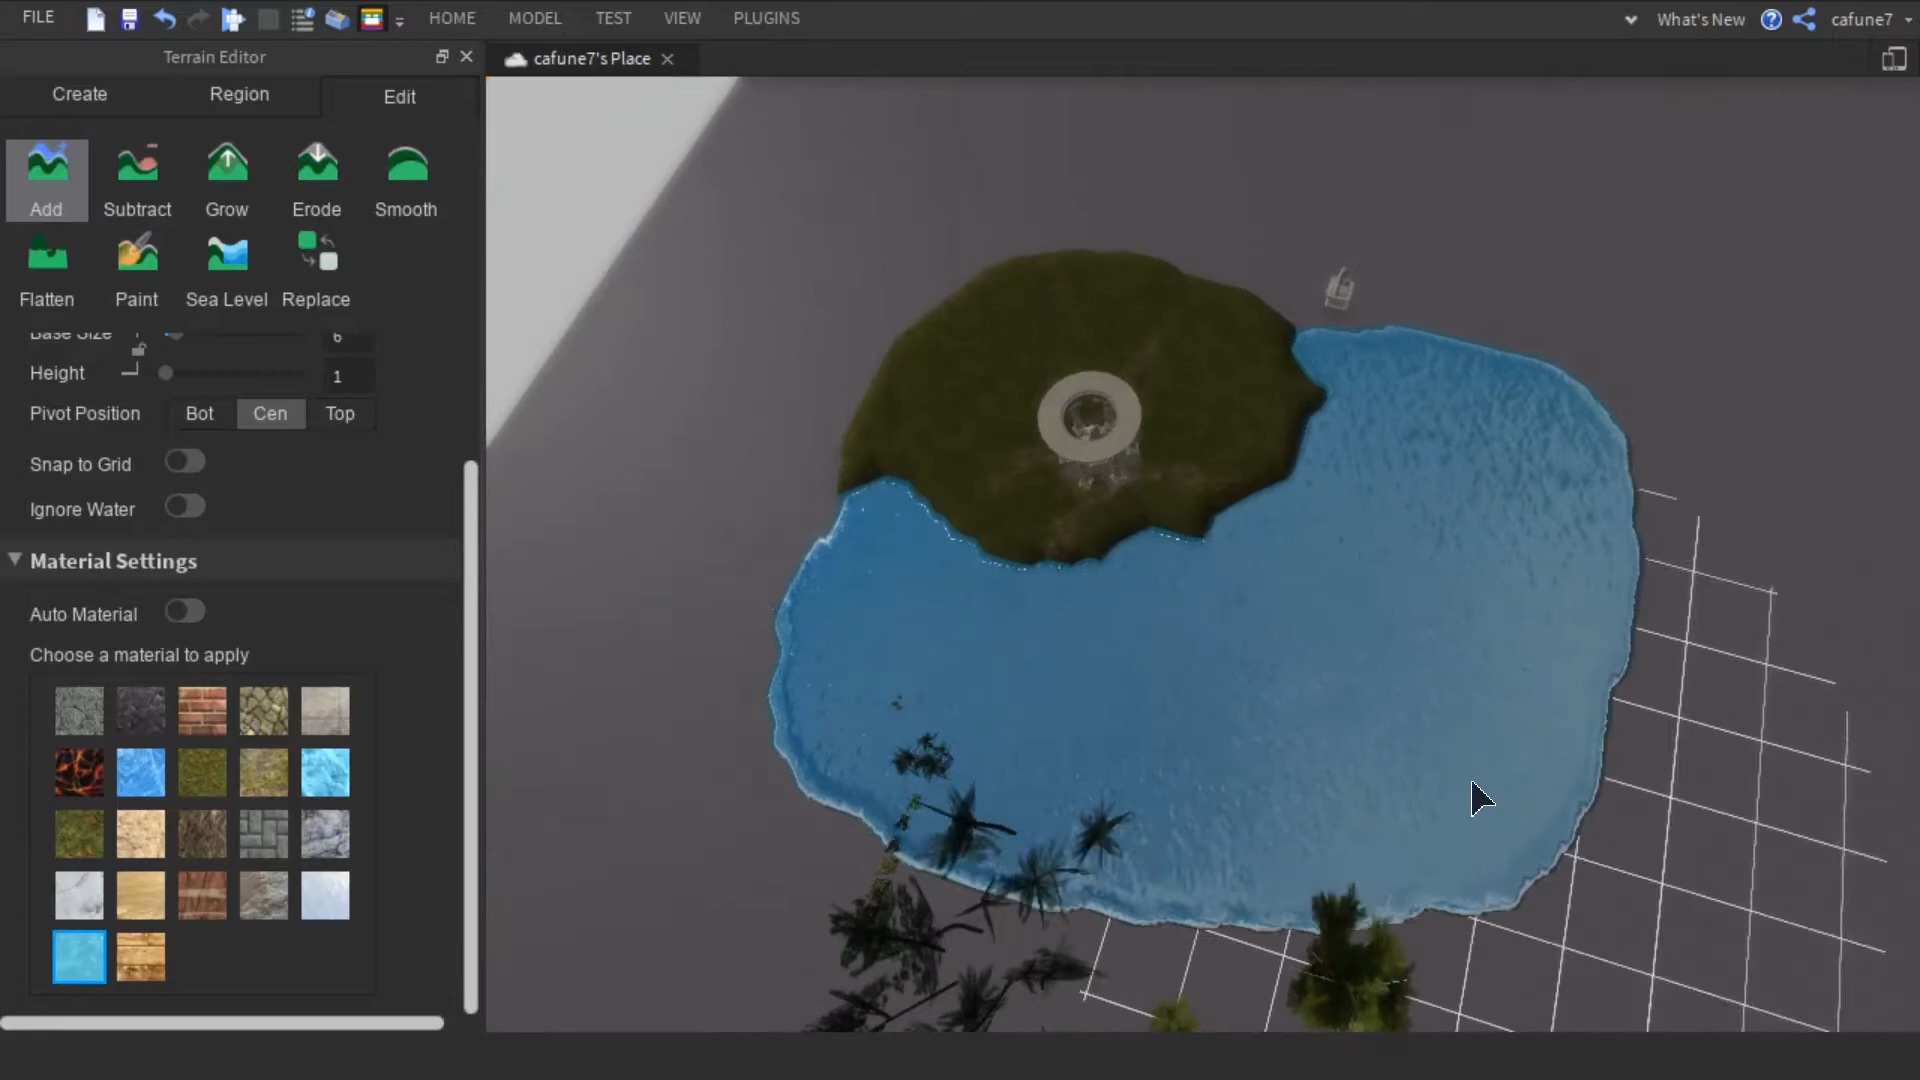 FILE HOME MODEL TEST VIEW PLUGINS What's New cafune7
Terrain Editor
cafune7's Place
Create Region Edit
Add Subtract Grow Erode Smooth
Flatten Paint Sea Level Replace
Base Size 6
Height 1
Pivot Position Bot Cen Top
Snap to Grid
Ignore Water
Material Settings
Auto Material
Choose a material to apply